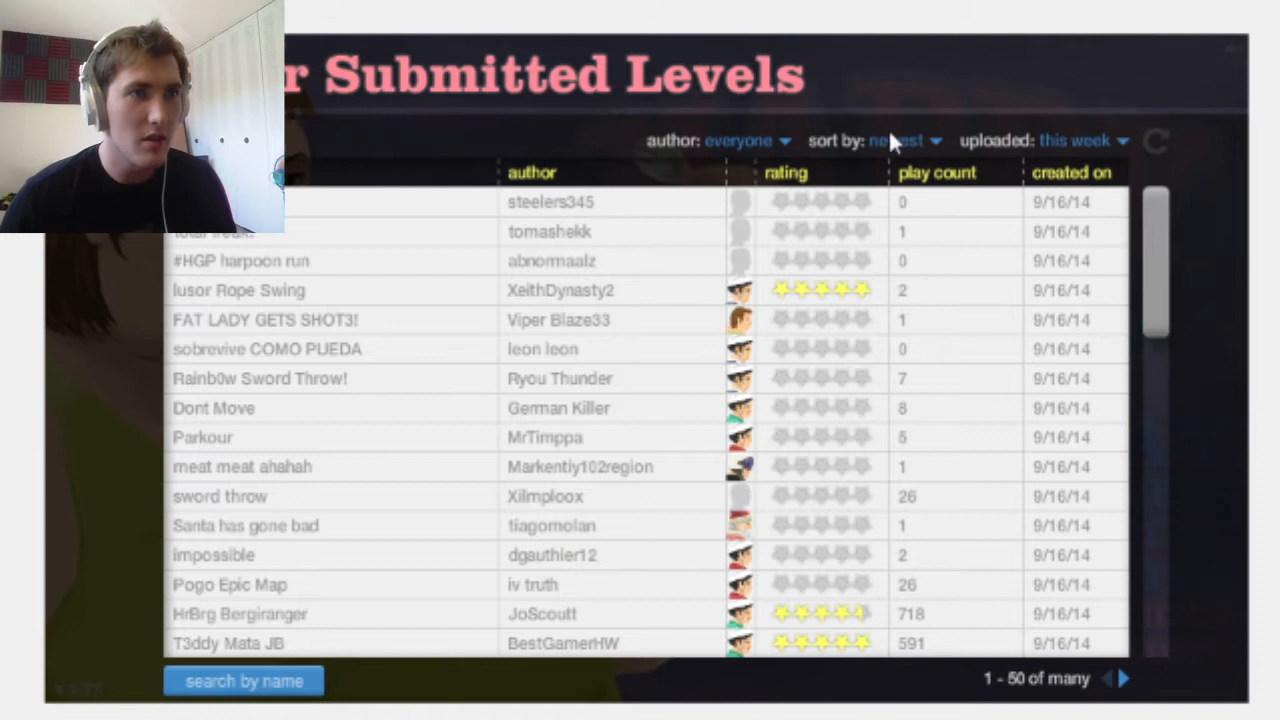 r Submitted Levels
author: everyone sort by: newest uploaded: this week
author rating play count created on
steelers345 0 9/16/14
total freak! tomashekk 1 9/16/14
#HGP harpoon run abnormaalz 0 9/16/14
lusor Rope Swing XeithDynasty2 2 9/16/14
FAT LADY GETS SHOT3! Viper Blaze33 1 9/16/14
sobrevive COMO PUEDA leon leon 0 9/16/14
Rainb0w Sword Throw! Ryou Thunder 7 9/16/14
Dont Move German Killer 8 9/16/14
Parkour MrTimppa 5 9/16/14
meat meat ahahah Markentiy102region 1 9/16/14
sword throw Xilmploox 26 9/16/14
Santa has gone bad tiagomolan 1 9/16/14
impossible dgauthier12 2 9/16/14
Pogo Epic Map iv truth 26 9/16/14
HrBrg Bergiranger JoScoutt 718 9/16/14
T3ddy Mata JB BestGamerHW 591 9/16/14
search by name 1 - 50 of many